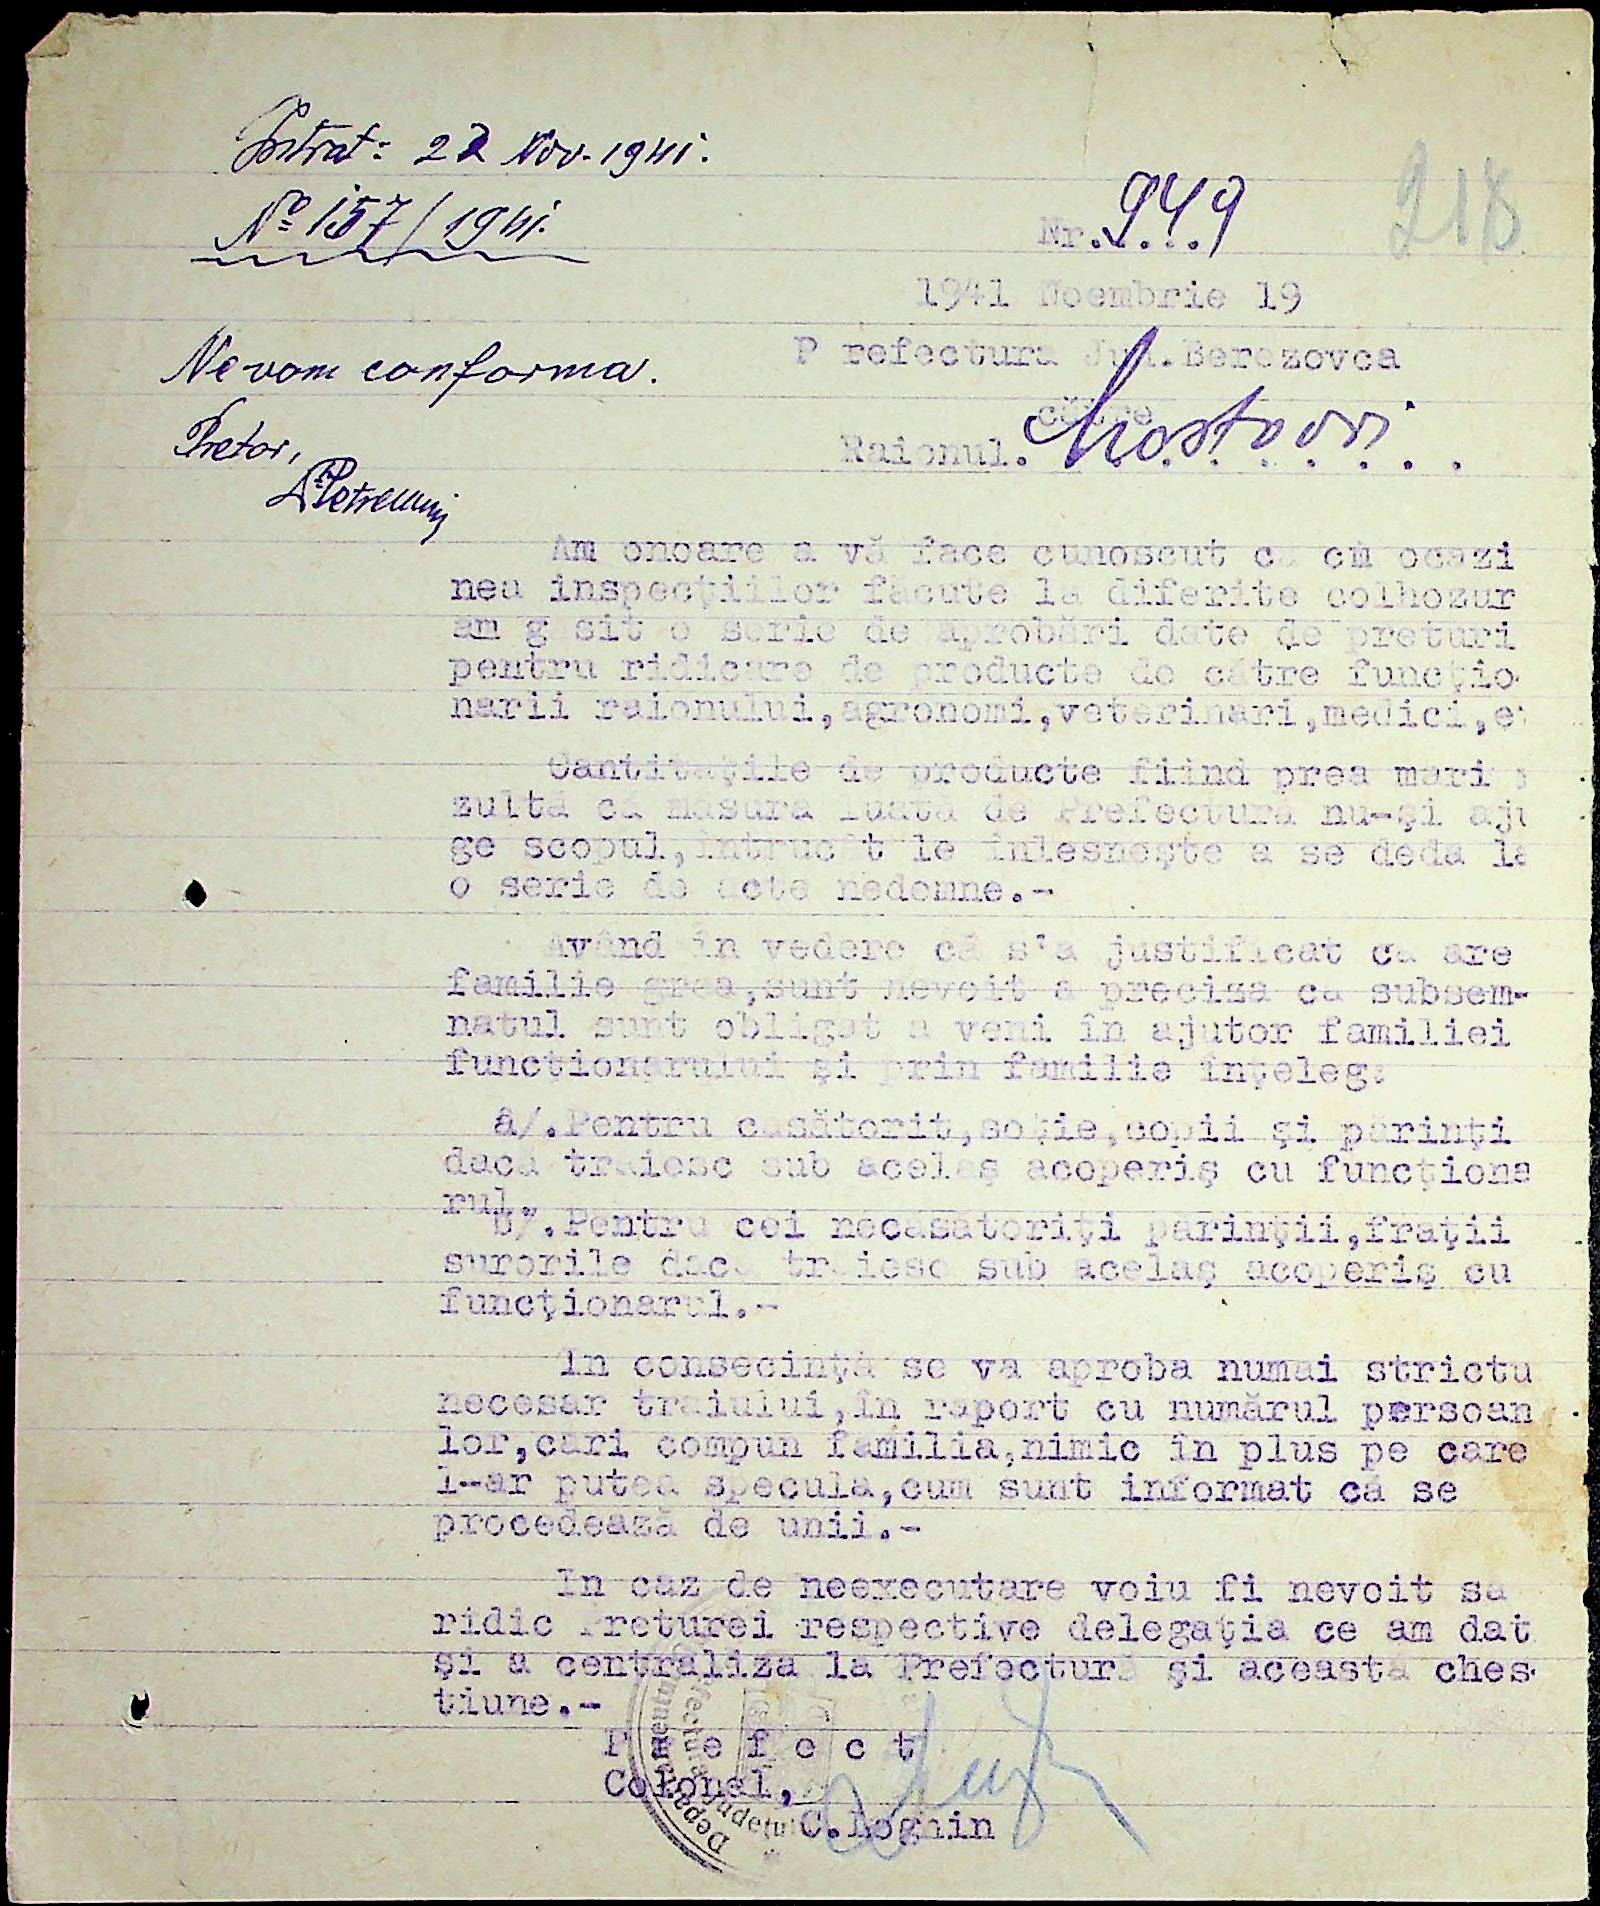 Intrat: 22 Nov. 1941.
Nº 157/1941.
Nr. 949
218
1941 Noembrie 19
P refectura Jud.Berezovca
către
Raionul. Mostovoi
Ne vom conforma.
Pretor,
Am onoare a vă face cunoscut că cm ocazi
neu inspecţiilor făcute la diferite colhozur
am găsit o serie de aprobări date de preturi
pentru ridicare de producte de către funcţio
narii raionului,agronomi,veterinari,medici,
Cantităţile de producte fiind prea mari
zultă că măsura luată de Prefectură nu-şi aju
ge scopul,întrucât le înlesneşte a se deda la
o serie de acte nedemne.-
Având în vedere că s'a justificat că are
familie grea,sunt nevoit a preciza că subsem-
natul sunt obligat a veni în ajutor familiei
funcţionarului şi prin familie înţeleg:
a/.Pentru căsătorit,soţie,copii şi părinţi
dacă trăiesc sub acelaş acoperiş cu funcţiona
rul.
b/.Pentru cei necăsătoriţi părinţii,fraţii
surorile dacă trăiesc sub acelaş acoperiş cu
funcţionarul.-
In consecinţă se va aproba numai strictu
necesar traiului,în raport cu numărul persoan
lor,cari compun familia,nimic în plus pe care
l-ar putea specula,cum sunt informat că se
procedează de unii.-
In caz de neexecutare voiu fi nevoit sa
ridic Preturei respective delegaţia ce am dat
şi a centraliza la Prefectură şi această ches-
tiune.-
P r e f e c t
Colonel,
C.Loghin